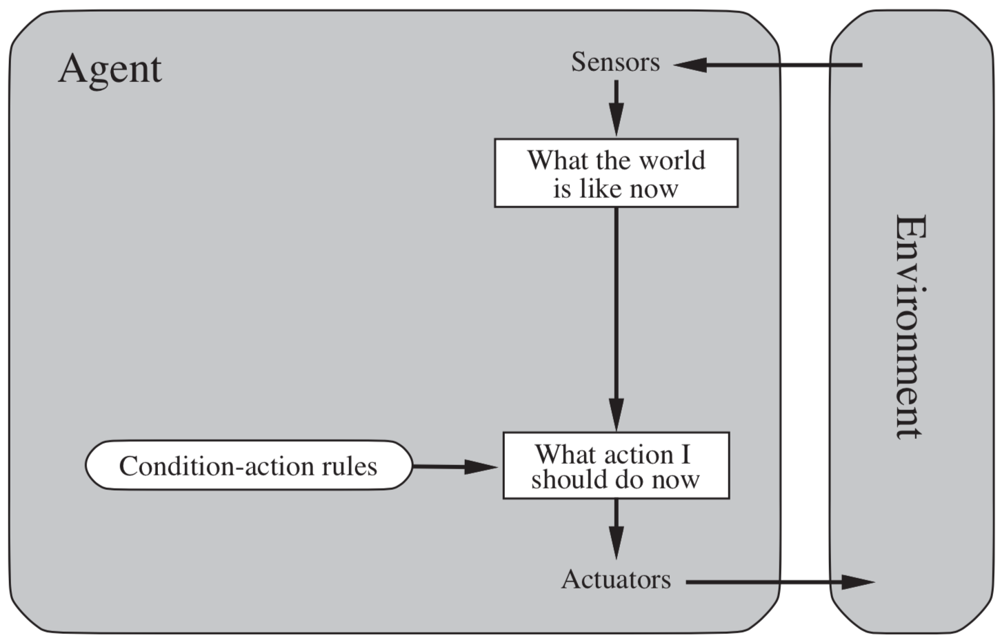 Agent
Sensors
What the world
is like now
Environment
Condition-action rules
What action I
should do now
Actuators